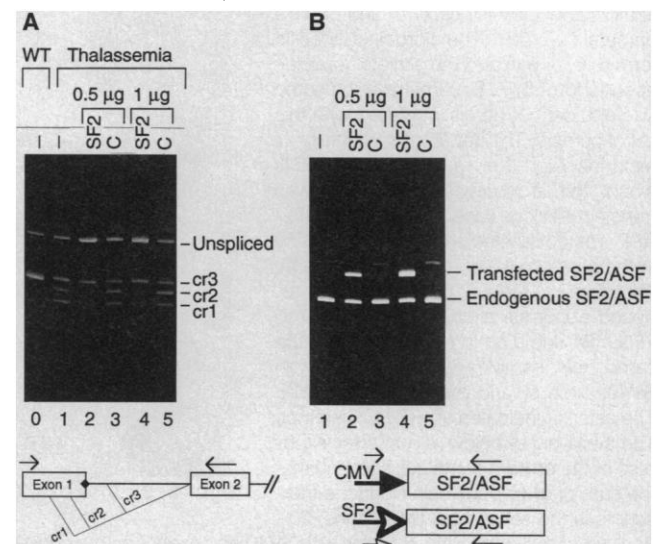 A
WT Thalassemia
0.5 µg 1 µg
– – SF2 C SF2 C
Unspliced
cr3
cr2
cr1
0 1 2 3 4 5
Exon 1 Exon 2
cr1 cr2 cr3
B
0.5 µg 1 µg
– SF2 C SF2 C
Transfected SF2/ASF
Endogenous SF2/ASF
1 2 3 4 5
CMV SF2/ASF
SF2 SF2/ASF